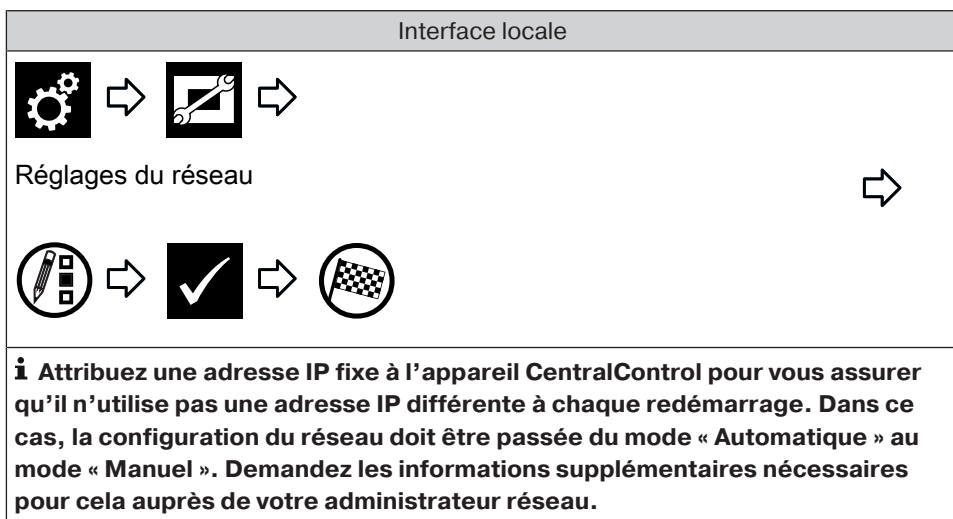 Interface locale
Réglages du réseau
i Attribuez une adresse IP fixe à l’appareil CentralControl pour vous assurer
qu’il n’utilise pas une adresse IP différente à chaque redémarrage. Dans ce
cas, la configuration du réseau doit être passée du mode « Automatique » au
mode « Manuel ». Demandez les informations supplémentaires nécessaires
pour cela auprès de votre administrateur réseau.